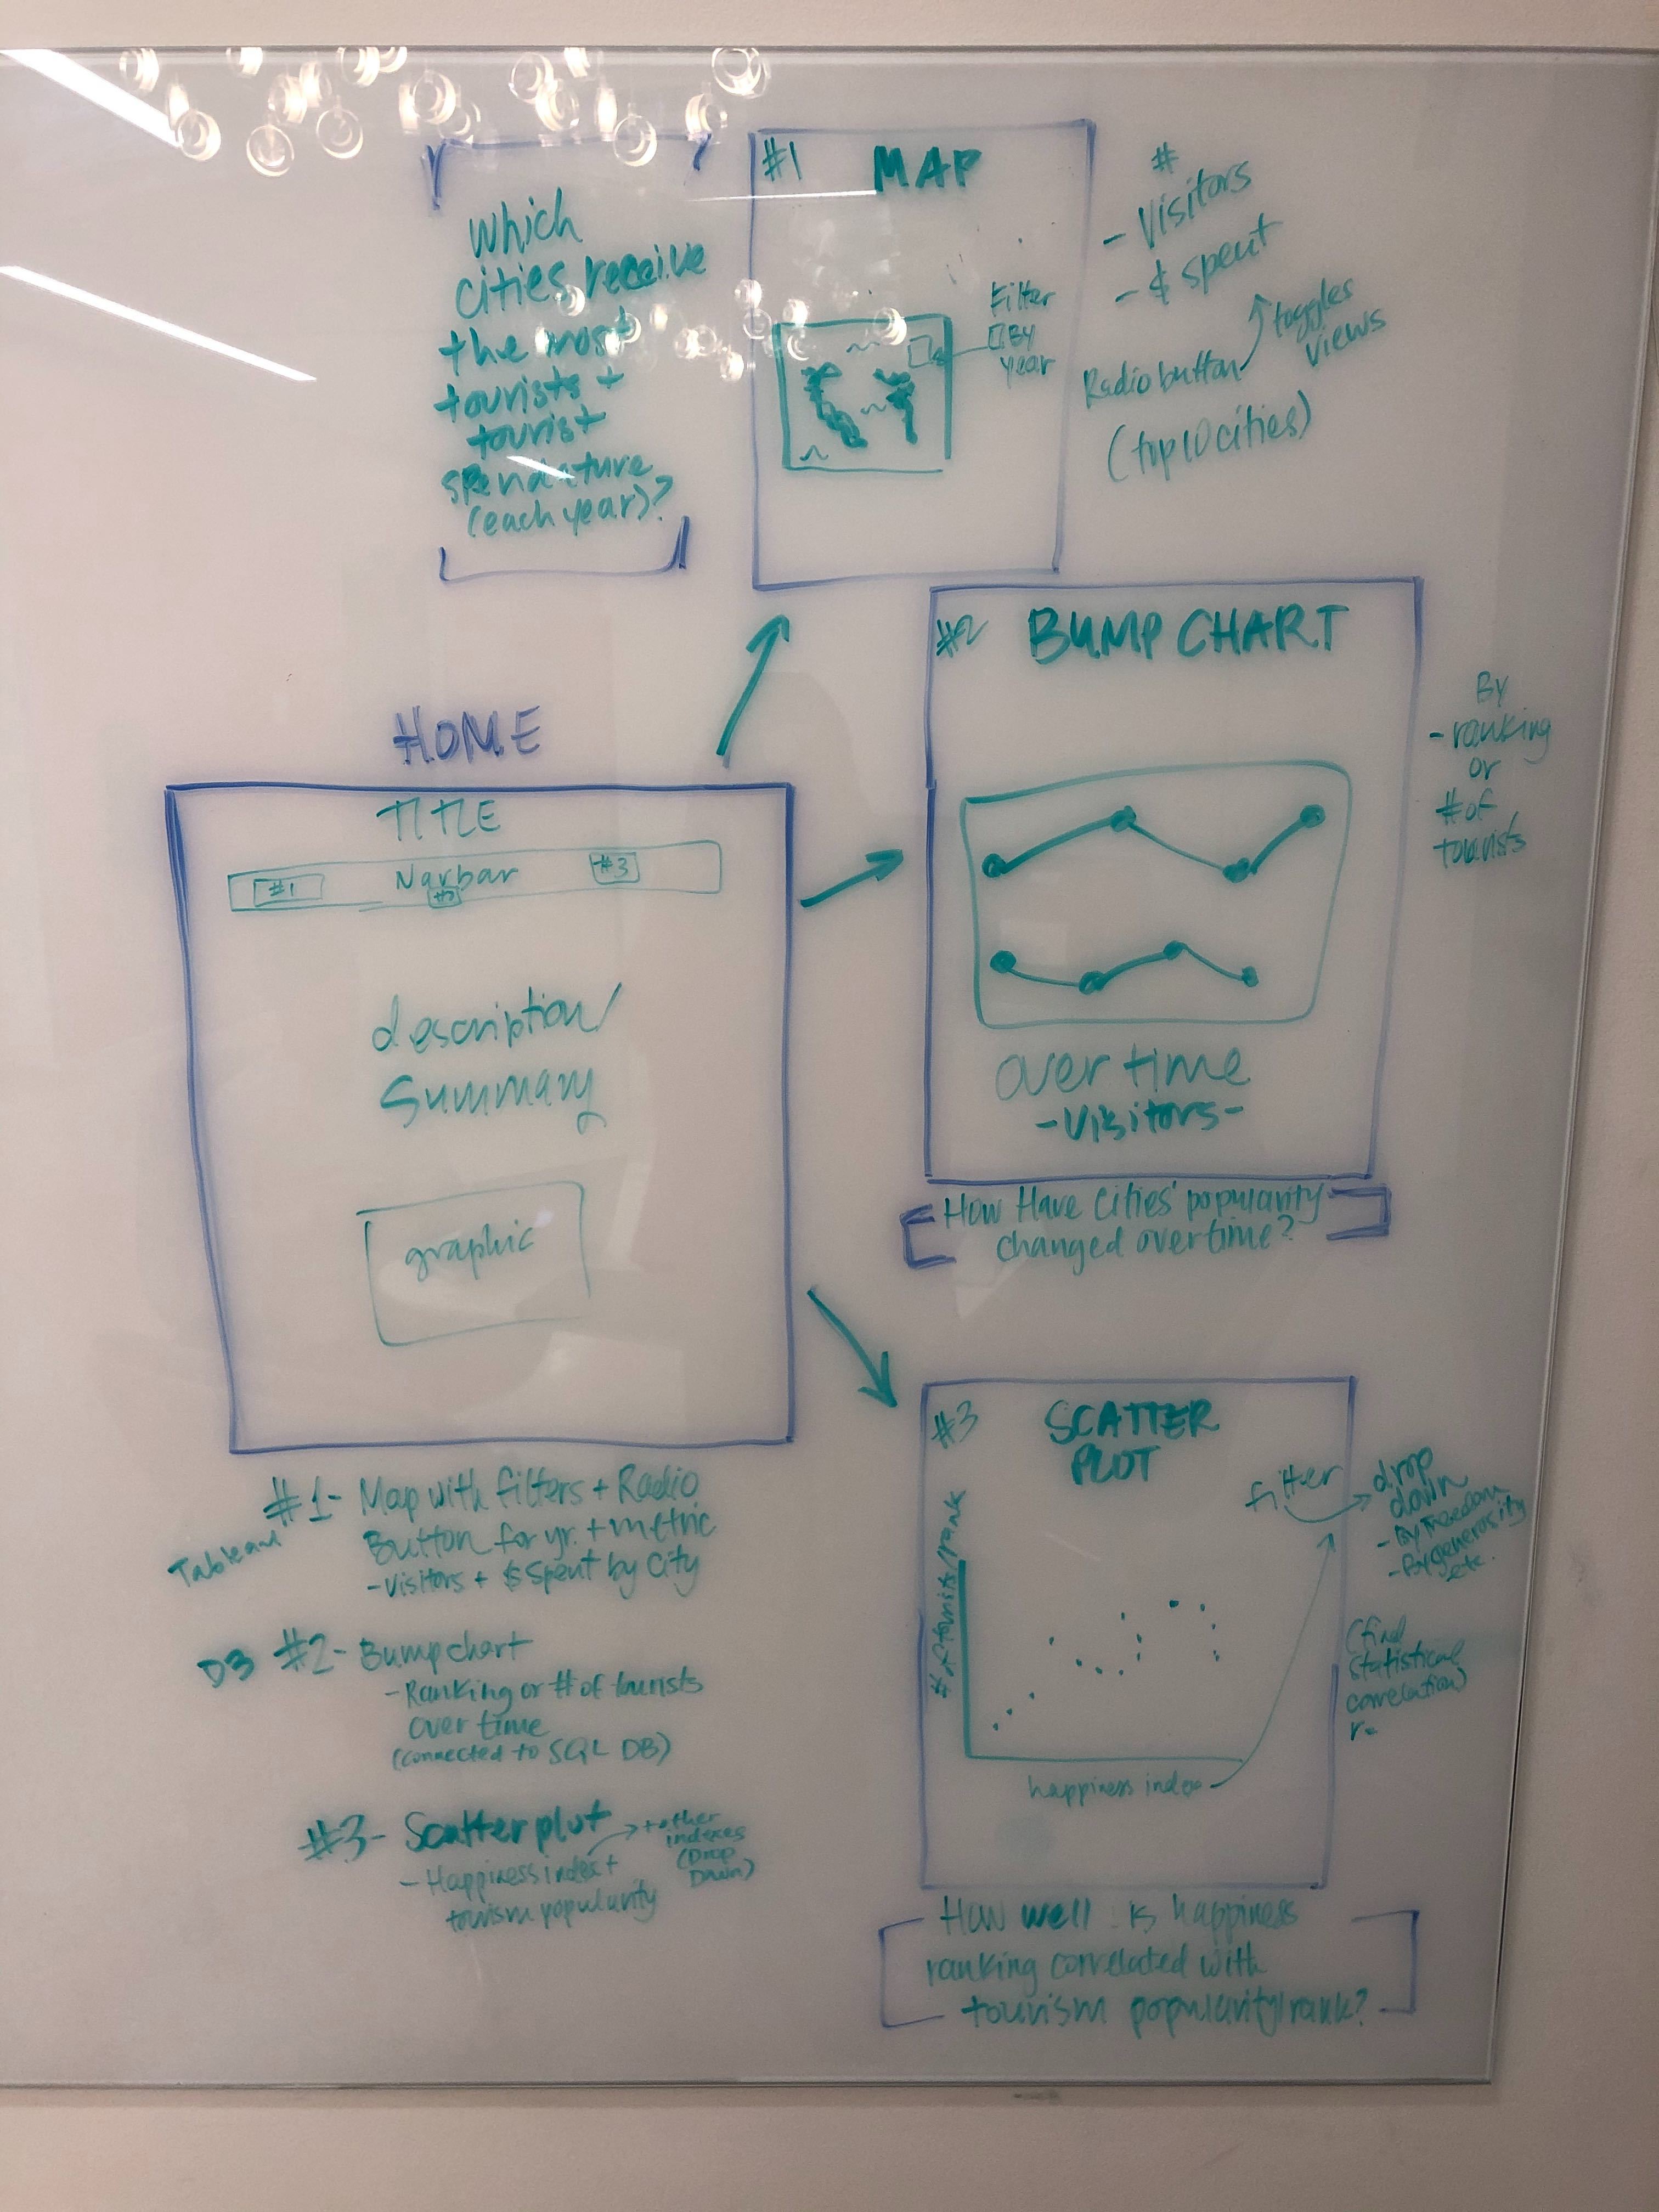 which
cities receive
the most
tourists +
tourist
spendature
(each year)?
#1 MAP
Filter
By
year
#
- Visitors
- $ spent
Radio button
toggles
views
(top 10 cities)
HOME
TITLE
#1 Navbar #3
#2
description/
Summary
graphic
#2 BUMP CHART
over time
-Visitors-
By
- ranking
or
# of
tourists
How Have Cities' popularity
changed overtime?
#3 SCATTER
PLOT
# of tourists/rank
happiness index
filter
drop
down
- By Freedom
- By generosity
etc.
(find
statistical
correlation)
r=
How well is happiness
ranking correlated with
tourism popularity/rank?
Tableau
#1- Map with filters + Radio
Button for yr. + metric
- Visitors + $ Spent by City
D3 #2- Bump chart
- Ranking or # of tourists
over time
(connected to SQL DB)
#3- Scatter plot
- Happiness index +
tourism popularity
+ other
indexes
(Drop
Down)